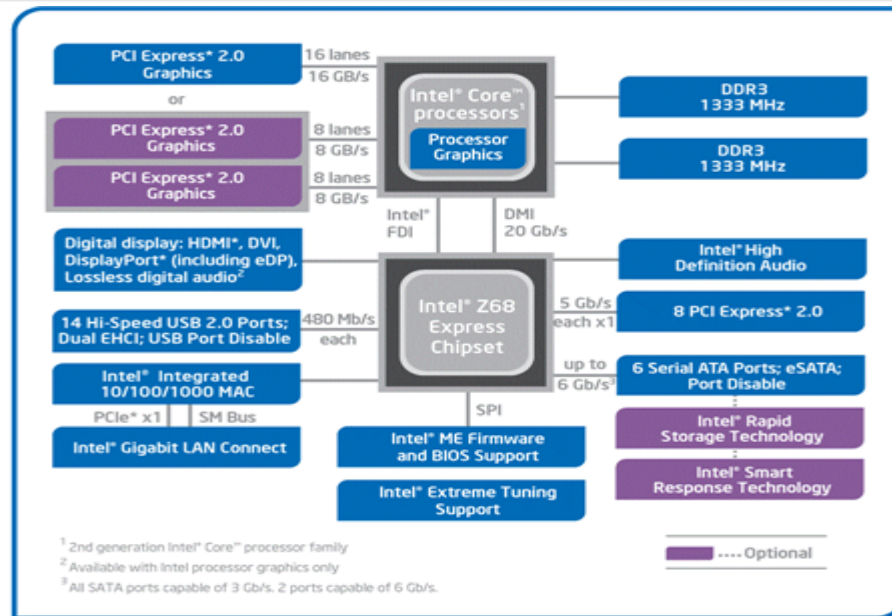 PCI Express* 2.0
Graphics
16 lanes
16 GB/s
or
PCI Express* 2.0
Graphics
8 lanes
8 GB/s
PCI Express* 2.0
Graphics
8 lanes
8 GB/s
Intel® Core™
processors¹
Processor
Graphics
DDR3
1333 MHz
DDR3
1333 MHz
Intel®
FDI
DMI
20 Gb/s
Digital display: HDMI*, DVI,
DisplayPort* (including eDP),
Lossless digital audio²
Intel® High
Definition Audio
14 Hi-Speed USB 2.0 Ports;
Dual EHCI; USB Port Disable
480 Mb/s
each
Intel® Z68
Express
Chipset
5 Gb/s
each x1
8 PCI Express* 2.0
Intel® Integrated
10/100/1000 MAC
up to
6 Gb/s³
6 Serial ATA Ports; eSATA;
Port Disable
PCIe* x1
SM Bus
Intel® Gigabit LAN Connect
SPI
Intel® ME Firmware
and BIOS Support
Intel® Extreme Tuning
Support
Intel® Rapid
Storage Technology
Intel® Smart
Response Technology
¹ 2nd generation Intel® Core™ processor family
² Available with Intel processor graphics only
³ All SATA ports capable of 3 Gb/s. 2 ports capable of 6 Gb/s.
---- Optional